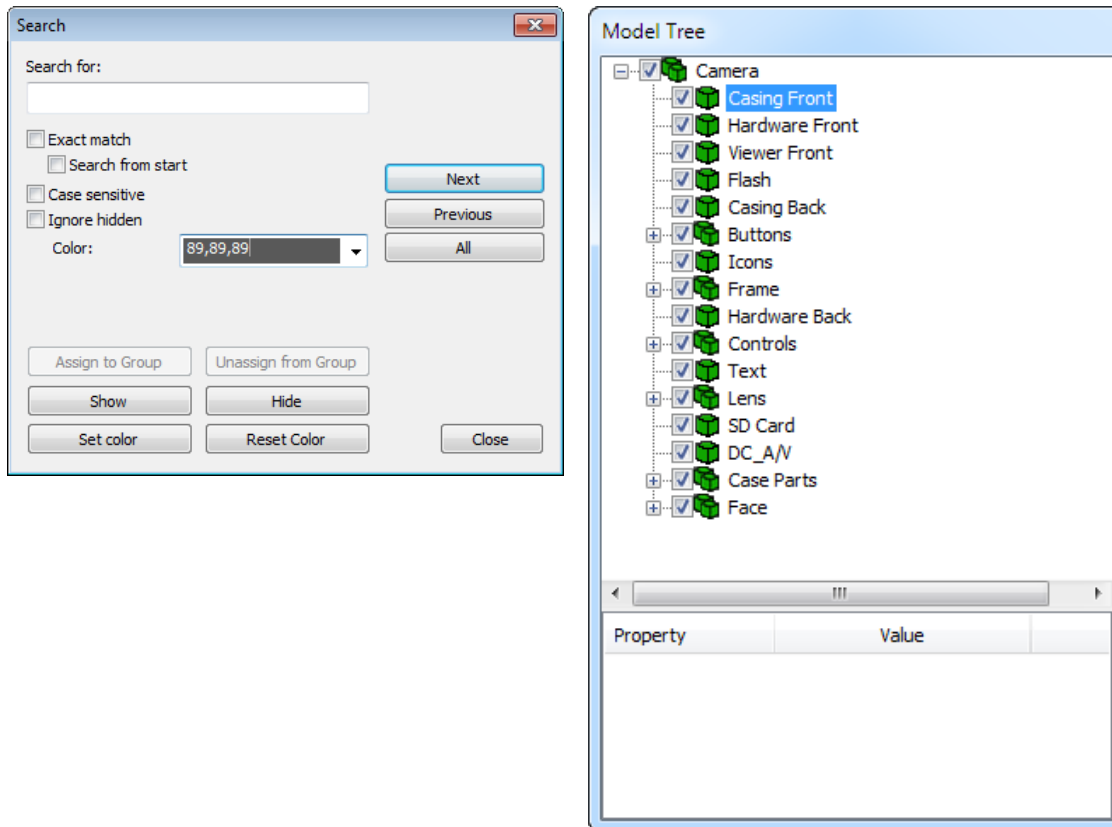 Search
Search for:
Exact match
Search from start
Case sensitive
Ignore hidden
Color:
89,89,89
Next
Previous
All
Assign to Group
Unassign from Group
Show
Hide
Set color
Reset Color
Close
Model Tree
Camera
Casing Front
Hardware Front
Viewer Front
Flash
Casing Back
Buttons
Icons
Frame
Hardware Back
Controls
Text
Lens
SD Card
DC_A/V
Case Parts
Face
Property
Value